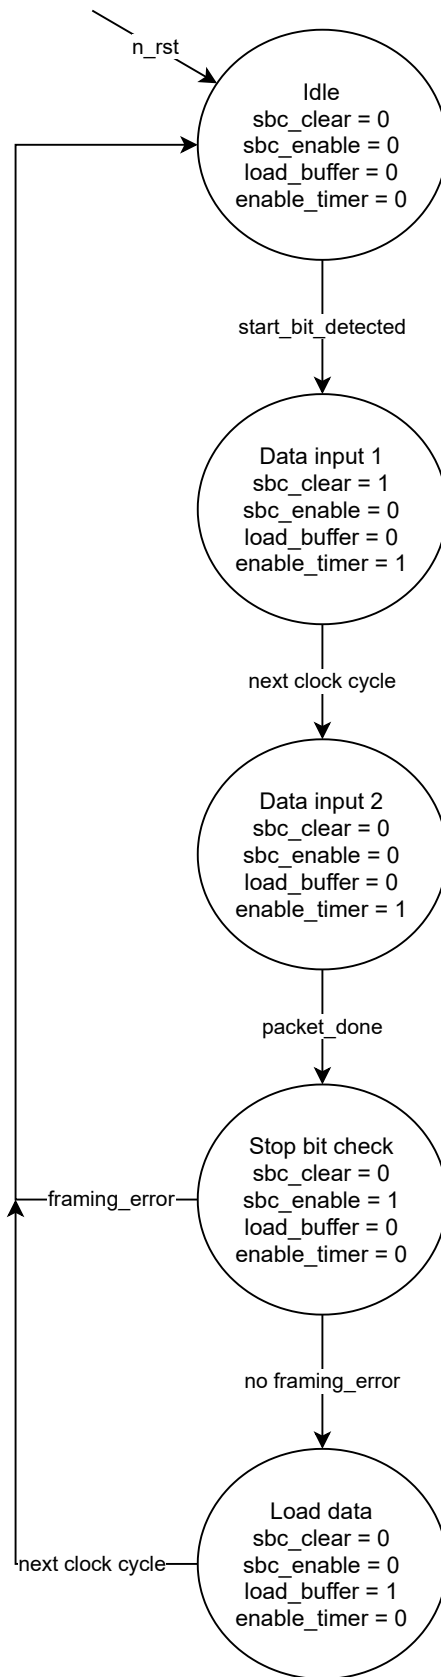 n_rst
Idle
sbc_clear = 0
sbc_enable = 0
load_buffer = 0
enable_timer = 0
start_bit_detected
Data input 1
sbc_clear = 1
sbc_enable = 0
load_buffer = 0
enable_timer = 1
next clock cycle
Data input 2
sbc_clear = 0
sbc_enable = 0
load_buffer = 0
enable_timer = 1
packet_done
Stop bit check
sbc_clear = 0
sbc_enable = 1
load_buffer = 0
enable_timer = 0
framing_error
no framing_error
Load data
sbc_clear = 0
sbc_enable = 0
load_buffer = 1
enable_timer = 0
next clock cycle